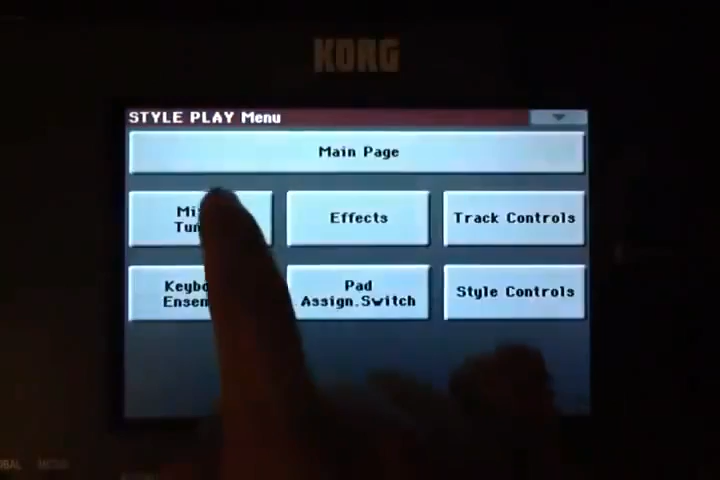 KORG
STYLE PLAY Menu
Main Page
Effects
Track Controls
Pad
Assign.Switch
Style Controls